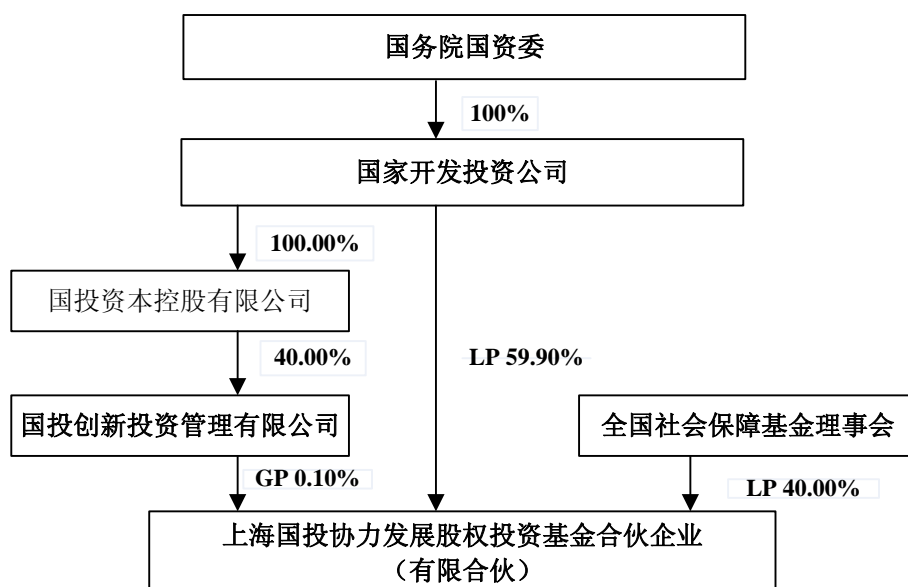 国务院国资委
100%
国家开发投资公司
100.00%
国投资本控股有限公司
40.00%
LP 59.90%
国投创新投资管理有限公司
全国社会保障基金理事会
GP 0.10%
LP 40.00%
上海国投协力发展股权投资基金合伙企业
（有限合伙）